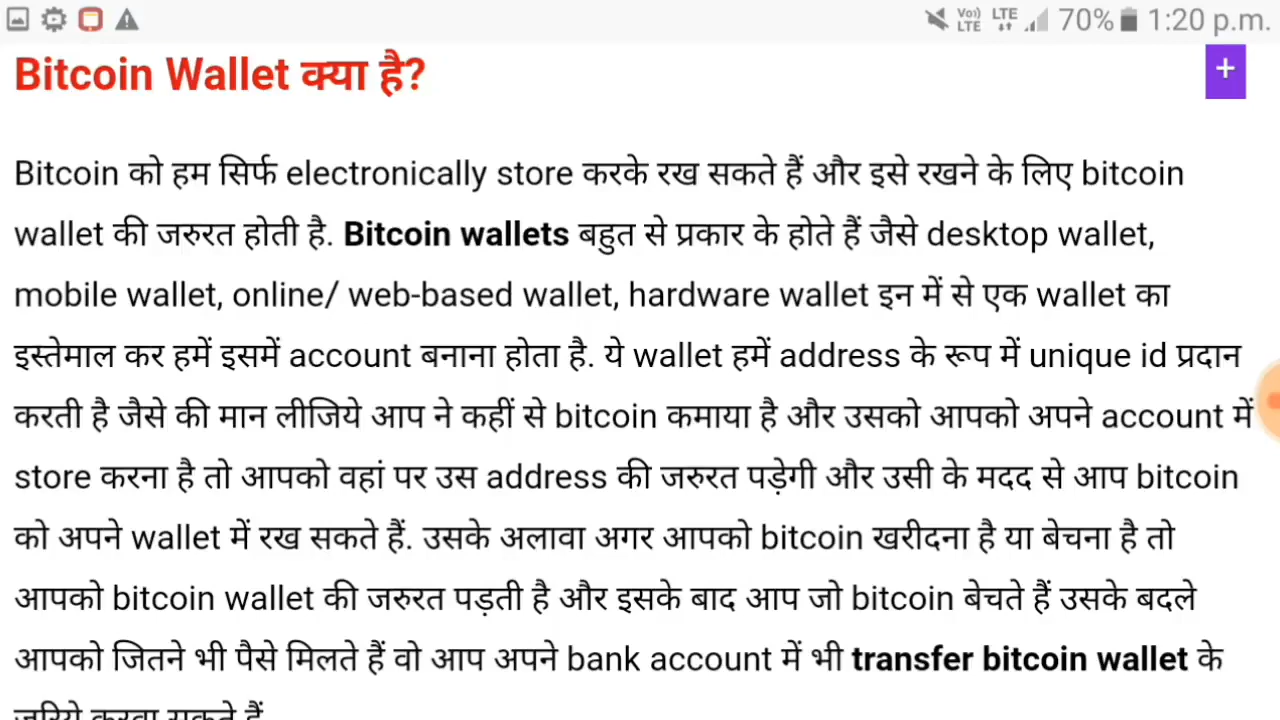 70% 1:20 p.m.
Bitcoin Wallet क्या है?
+
Bitcoin को हम सिर्फ electronically store करके रख सकते हैं और इसे रखने के लिए bitcoin
wallet की जरुरत होती है. Bitcoin wallets बहुत से प्रकार के होते हैं जैसे desktop wallet,
mobile wallet, online/ web-based wallet, hardware wallet इन में से एक wallet का
इस्तेमाल कर हमें इसमें account बनाना होता है. ये wallet हमें address के रूप में unique id प्रदान
करती है जैसे की मान लीजिये आप ने कहीं से bitcoin कमाया है और उसको आपको अपने account में
store करना है तो आपको वहां पर उस address की जरुरत पड़ेगी और उसी के मदद से आप bitcoin
को अपने wallet में रख सकते हैं. उसके अलावा अगर आपको bitcoin खरीदना है या बेचना है तो
आपको bitcoin wallet की जरुरत पड़ती है और इसके बाद आप जो bitcoin बेचते हैं उसके बदले
आपको जितने भी पैसे मिलते हैं वो आप अपने bank account में भी transfer bitcoin wallet के
जरिये करवा सकते हैं